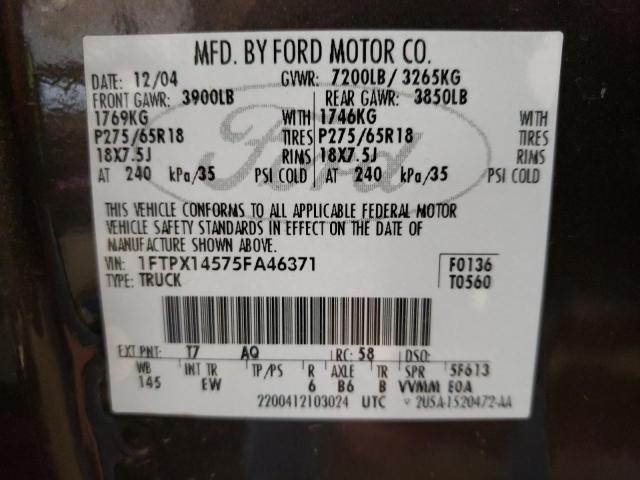 MFD. BY FORD MOTOR CO.
DATE: 12/04 GVWR: 7200LB / 3265KG
FRONT GAWR: 3900LB REAR GAWR: 3850LB
1769KG WITH 1746KG WITH
P275/65R18 TIRES P275/65R18 TIRES
18X7.5J RIMS 18X7.5J RIMS
AT 240 kPa/35 PSI COLD AT 240 kPa/35 PSI COLD
THIS VEHICLE CONFORMS TO ALL APPLICABLE FEDERAL MOTOR
VEHICLE SAFETY STANDARDS IN EFFECT ON THE DATE OF
MANUFACTURE SHOWN ABOVE.
VIN: 1FTPX14575FA46371 F0136
TYPE: TRUCK T0560
EXT PNT: T7 AQ RC: 58 DSO:
WB INT TR TP/PS R AXLE TR SPR 5F613
145 EW 6 B6 B VVMM EOA
2200412103024 UTC 2U5A-1520472-AA
Ford